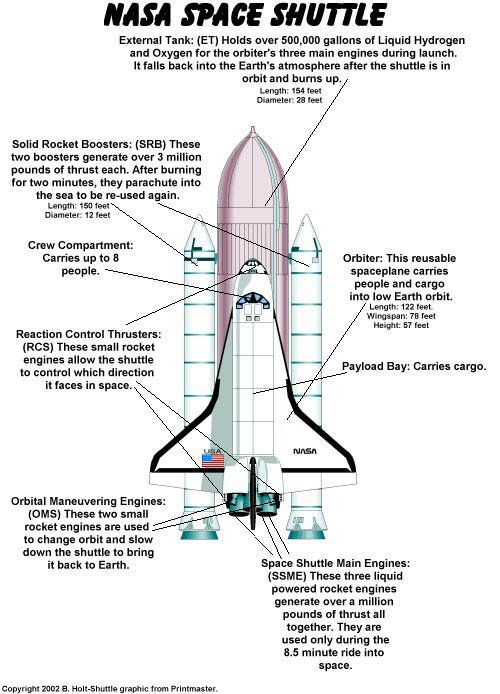 NASA SPACE SHUTTLE
External Tank: (ET) Holds over 500,000 gallons of Liquid Hydrogen
and Oxygen for the orbiter's three main engines during launch.
It falls back into the Earth's atmosphere after the shuttle is in
orbit and burns up.
Length: 154 feet
Diameter: 28 feet
Solid Rocket Boosters: (SRB) These
two boosters generate over 3 million
pounds of thrust each. After burning
for two minutes, they parachute into
the sea to be re-used again.
Length: 150 feet
Diameter: 12 feet
Crew Compartment:
Carries up to 8
people.
Orbiter: This reusable
spaceplane carries
people and cargo
into low Earth orbit.
Length: 122 feet.
Wingspan: 78 feet
Height: 57 feet
Reaction Control Thrusters:
(RCS) These small rocket
engines allow the shuttle
to control which direction
it faces in space.
Payload Bay: Carries cargo.
USA
NASA
Orbital Maneuvering Engines:
(OMS) These two small
rocket engines are used
to change orbit and slow
down the shuttle to bring
it back to Earth.
Space Shuttle Main Engines:
(SSME) These three liquid
powered rocket engines
generate over a million
pounds of thrust all
together. They are
used only during the
8.5 minute ride into
space.
Copyright 2002 B. Holt-Shuttle graphic from Printmaster.